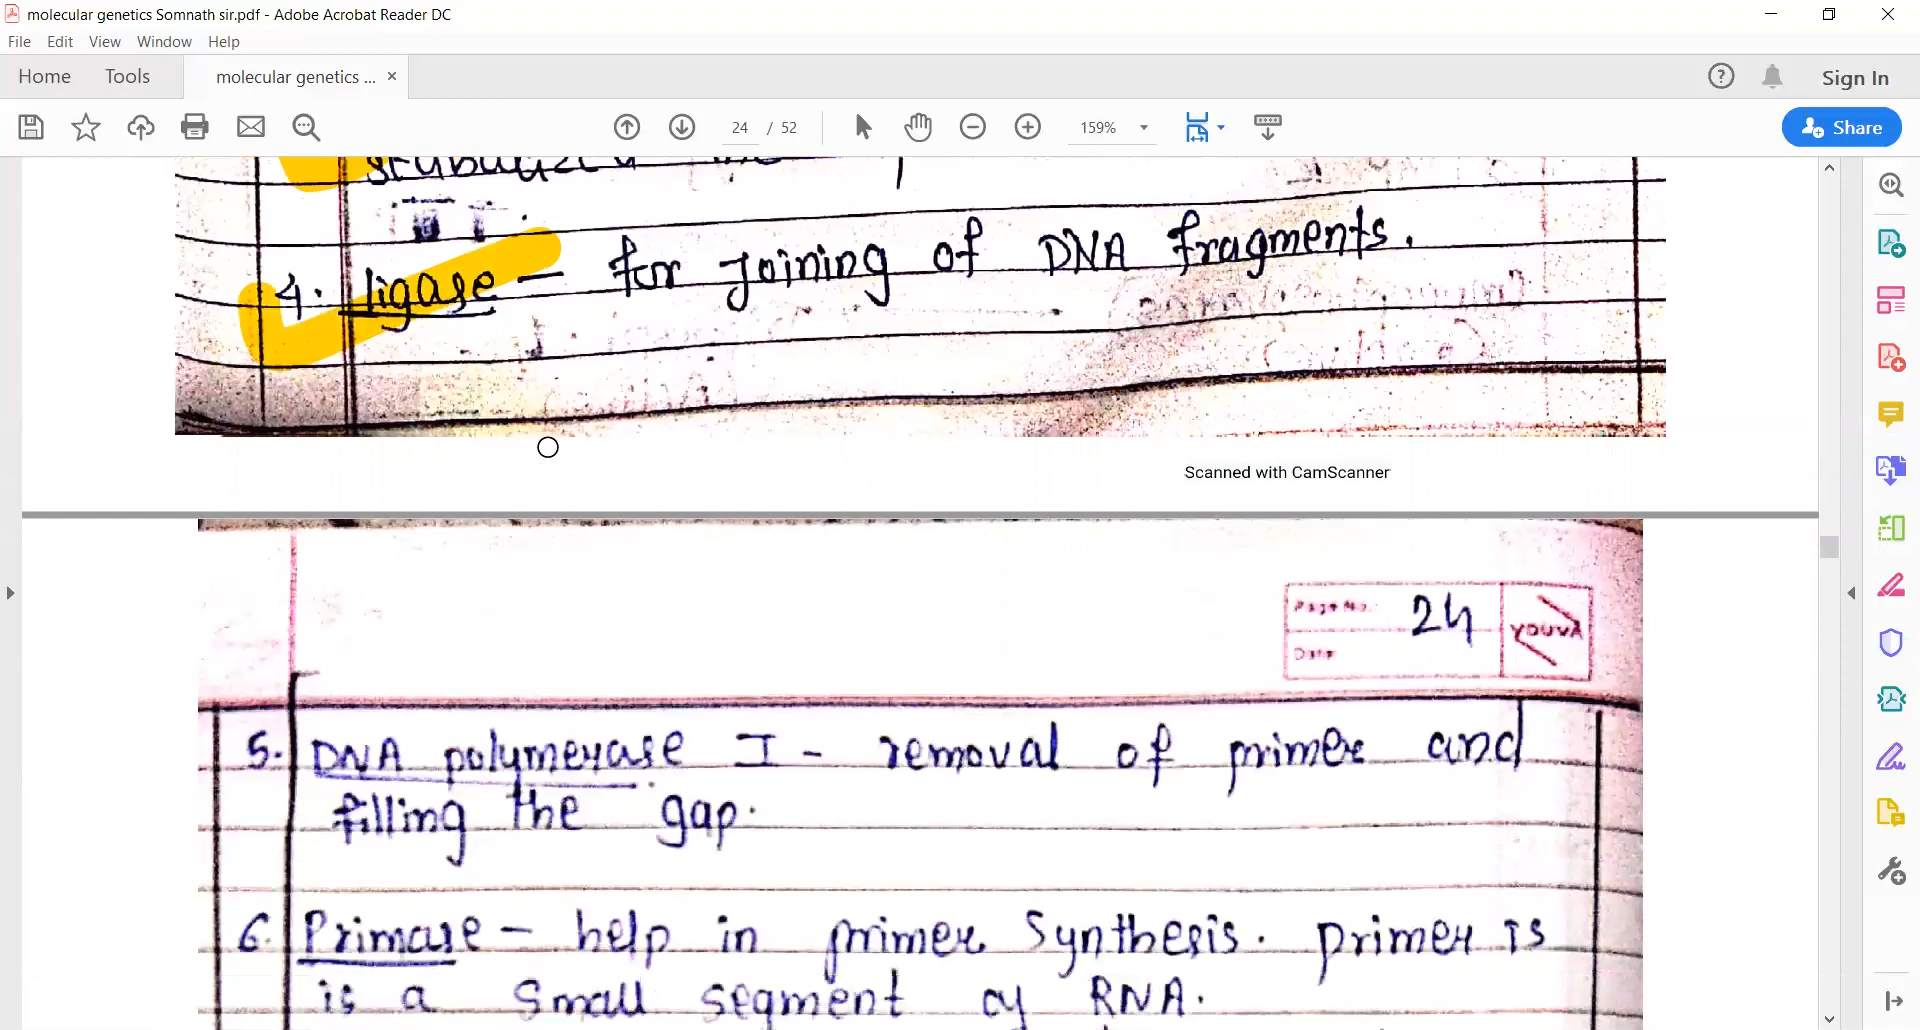 molecular genetics Somnath sir.pdf - Adobe Acrobat Reader DC
File Edit View Window Help
Home Tools molecular genetics ... × Sign In
24 / 52 159% Share
4. ligase – for joining of DNA fragments.
Scanned with CamScanner
Page No. 24
Date
YOUVA
5. DNA polymerase I - removal of primer and
filling the gap.
6. Primase – help in primer synthesis. primer is
is a small segment of RNA.